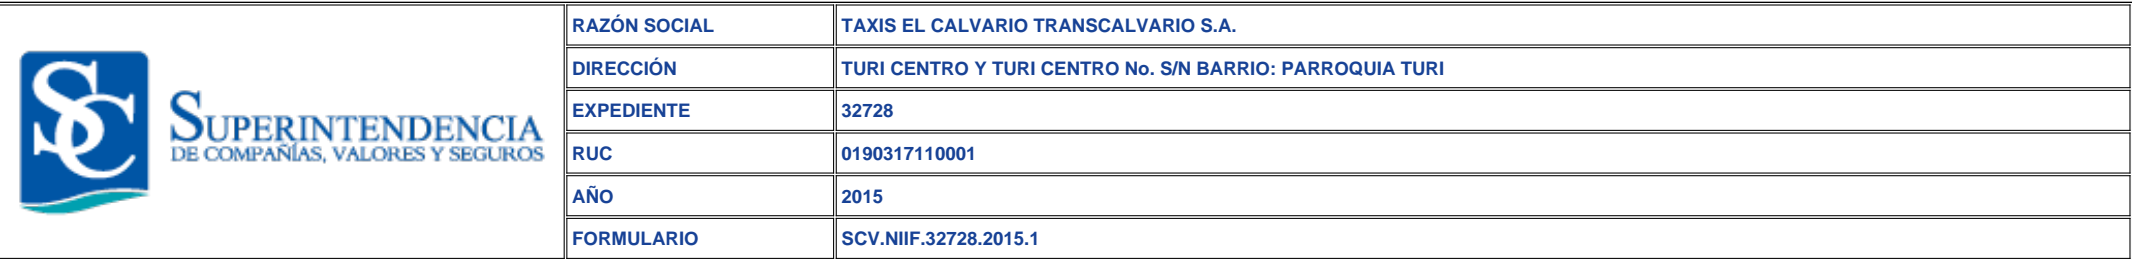 SC
SUPERINTENDENCIA
DE COMPAÑÍAS, VALORES Y SEGUROS
RAZÓN SOCIAL TAXIS EL CALVARIO TRANSCALVARIO S.A.
DIRECCIÓN TURI CENTRO Y TURI CENTRO No. S/N BARRIO: PARROQUIA TURI
EXPEDIENTE 32728
RUC 0190317110001
AÑO 2015
FORMULARIO SCV.NIIF.32728.2015.1